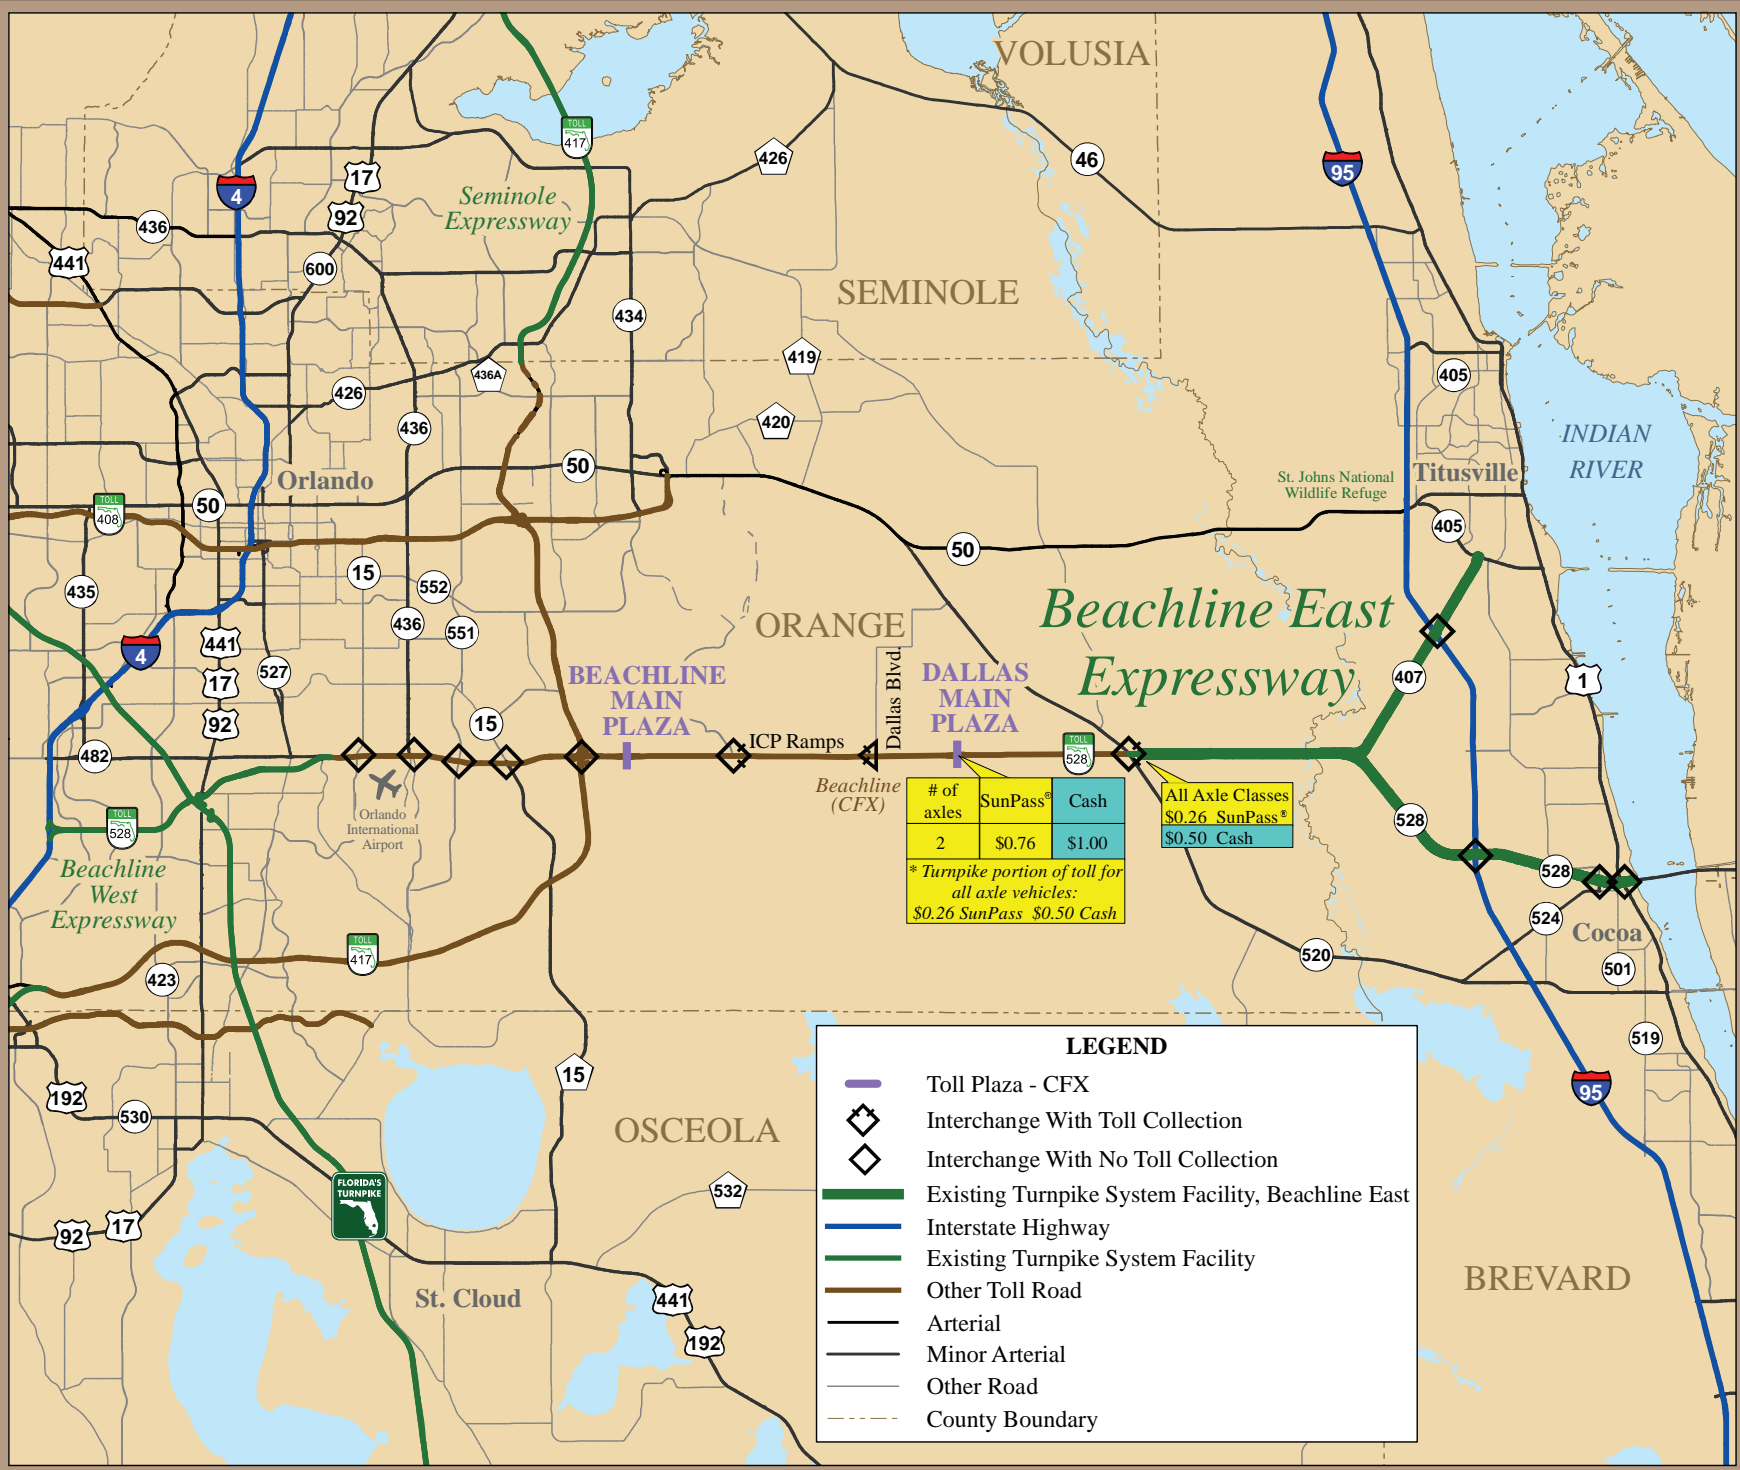 VOLUSIA
TOLL
417
426
46
95
4
17
92
Seminole
Expressway
436
441
600
SEMINOLE
434
419
436A
405
426
420
436
INDIAN
RIVER
50
Orlando
St. Johns National
Wildlife Refuge
Titusville
TOLL
408
50
405
50
15
552
435
Beachline East
Expressway
ORANGE
436
551
441
4
527
17
407
1
BEACHLINE
MAIN
PLAZA
Dallas Blvd.
DALLAS
MAIN
PLAZA
92
15
482
ICP Ramps
TOLL
528
Beachline
(CFX)
Orlando
International
Airport
# of
axles
SunPass®
Cash
2
$0.76
$1.00
* Turnpike portion of toll for
all axle vehicles:
$0.26 SunPass $0.50 Cash
All Axle Classes
$0.26 SunPass®
$0.50 Cash
528
TOLL
528
Beachline
West
Expressway
528
524
Cocoa
TOLL
417
423
520
501
519
15
95
192
530
OSCEOLA
FLORIDA'S
TURNPIKE
532
92
17
St. Cloud
441
192
BREVARD
LEGEND
Toll Plaza - CFX
Interchange With Toll Collection
Interchange With No Toll Collection
Existing Turnpike System Facility, Beachline East
Interstate Highway
Existing Turnpike System Facility
Other Toll Road
Arterial
Minor Arterial
Other Road
County Boundary